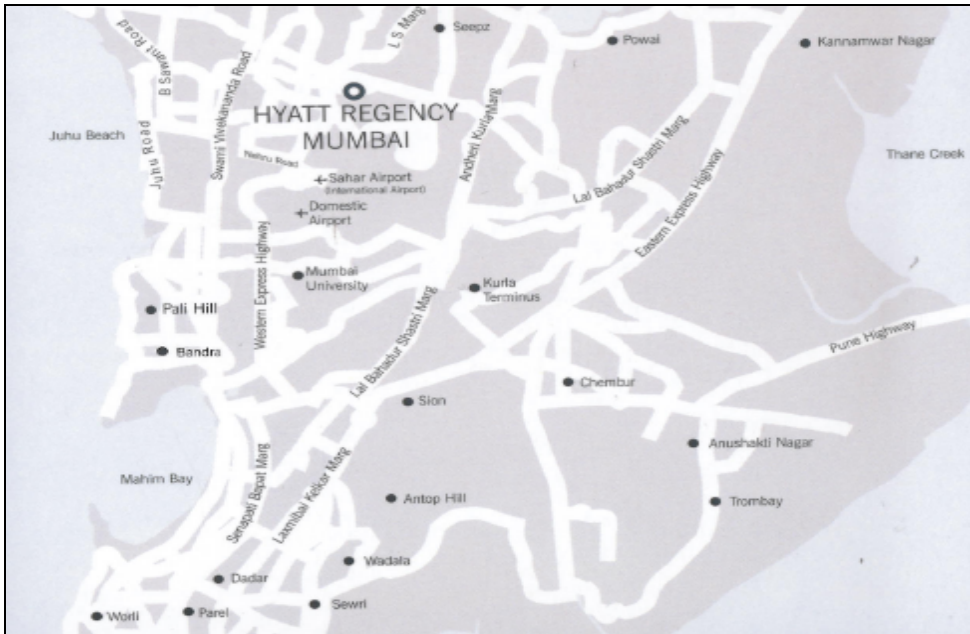 B Sawant Road
L S Marg
Seepz
Powai
Kannamwar Nagar
HYATT REGENCY
MUMBAI
Juhu Beach
Juhu Road
Swami Vivekananda Road
Nehru Road
Andheri Kurla Marg
Lal Bahadur Shastri Marg
Thane Creek
Sahar Airport
(International Airport)
Domestic
Airport
Eastern Express Highway
Western Express Highway
Mumbai
University
Kurla
Terminus
Pali Hill
Bandra
Lal Bahadur Shastri Marg
Pune Highway
Chembur
Sion
Anushakti Nagar
Mahim Bay
Senapati Bapat Marg
Laxmibai Kelkar Marg
Antop Hill
Trombay
Wadala
Dadar
Sewri
Worli
Parel